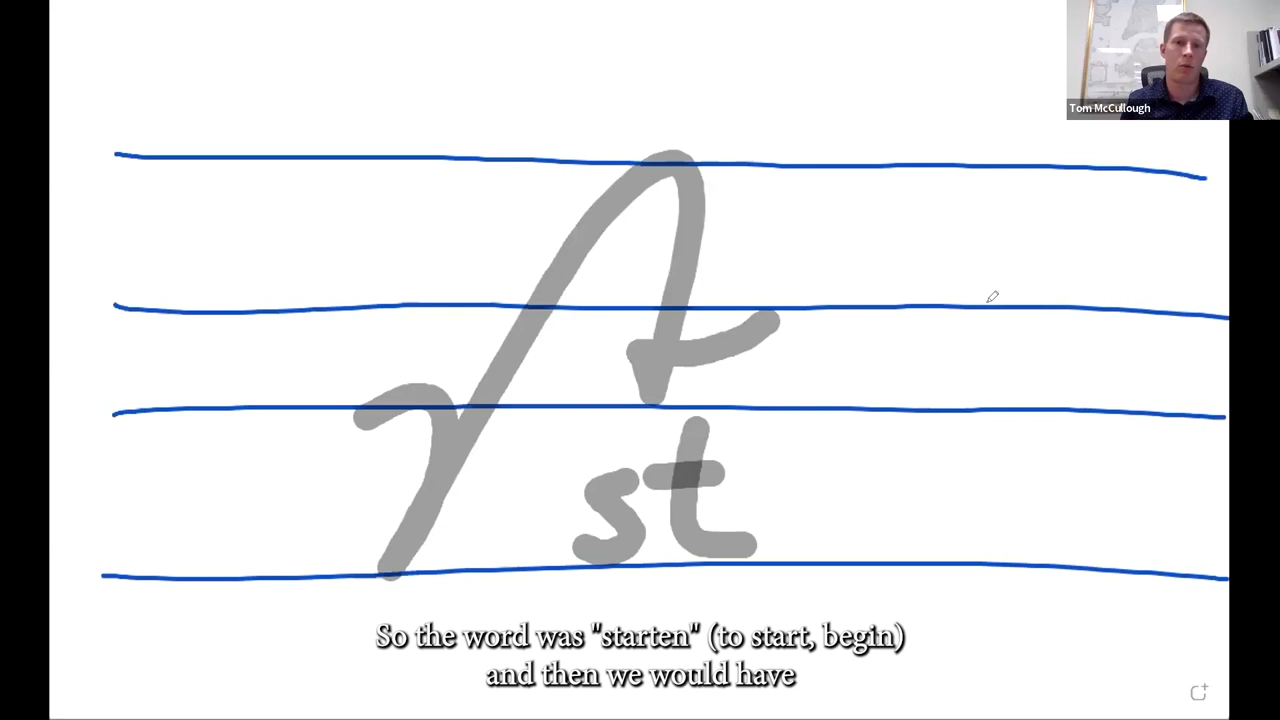 Tom McCullough
st
So the word was "starten" (to start, begin)
and then we would have